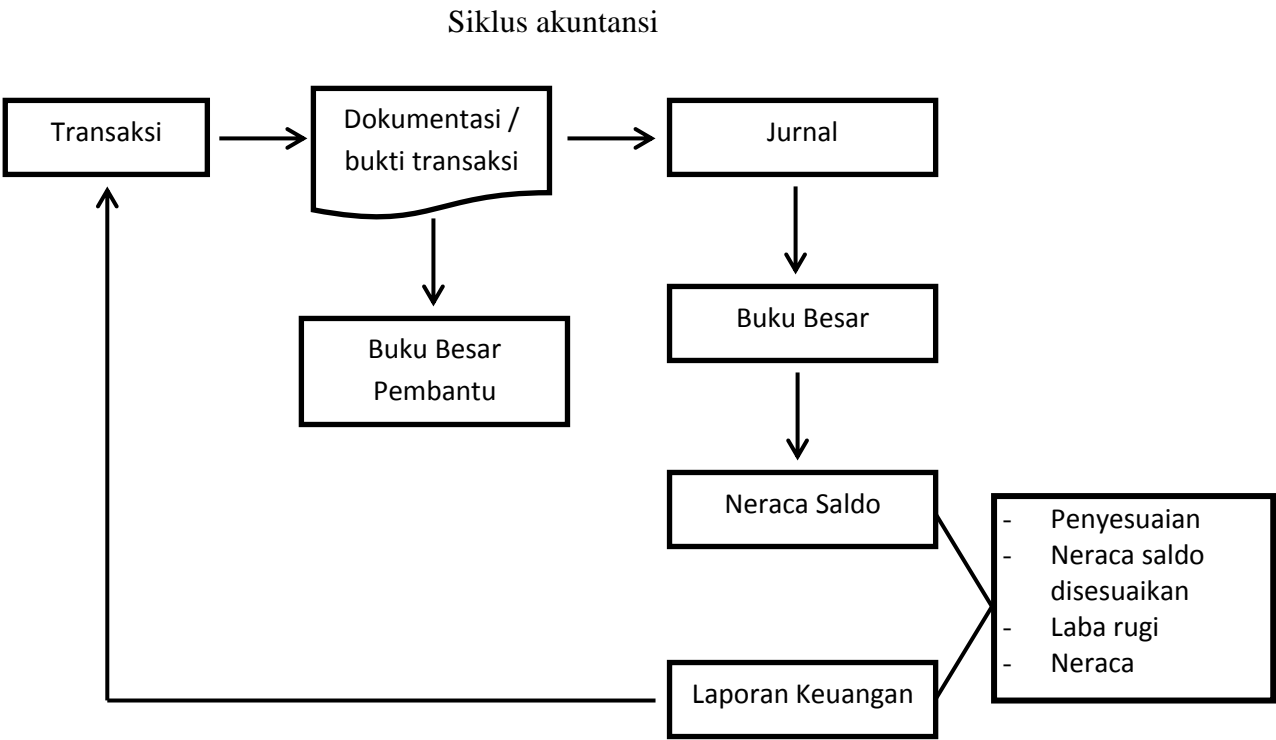 Siklus akuntansi
Transaksi
Dokumentasi /
bukti transaksi
Jurnal
Buku Besar
Pembantu
Buku Besar
Neraca Saldo
- Penyesuaian
- Neraca saldo
disesuaikan
- Laba rugi
- Neraca
Laporan Keuangan